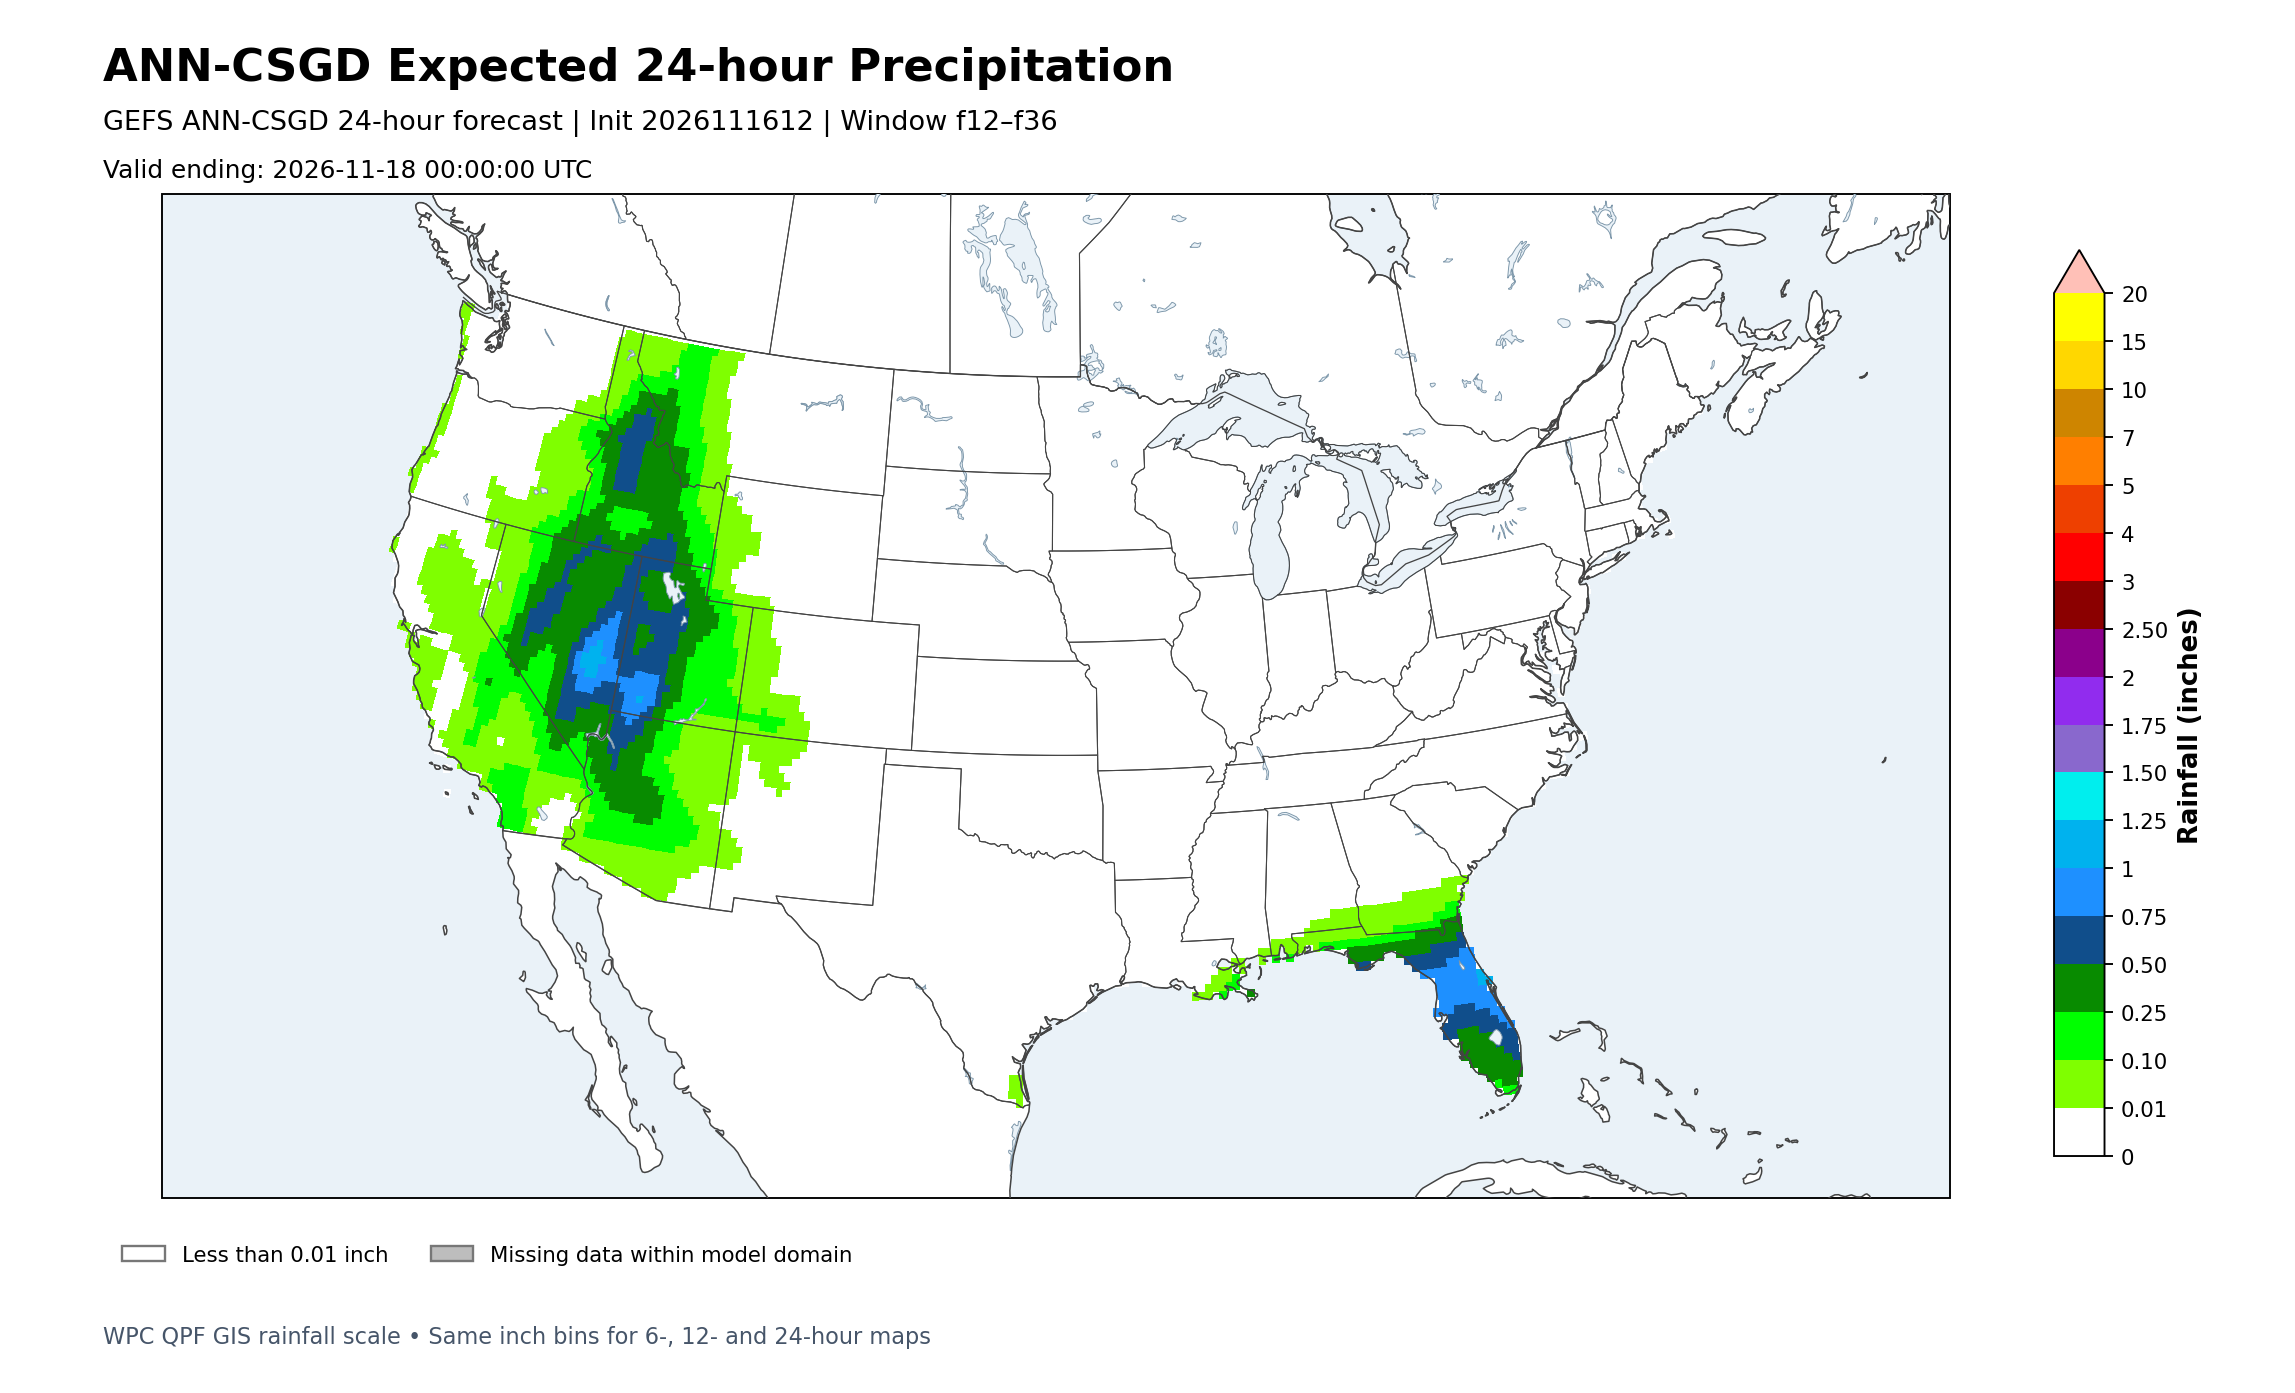 ANN-CSGD Expected 24-hour Precipitation
GEFS ANN-CSGD 24-hour forecast | Init 2026111612 | Window f12–f36
Valid ending: 2026-11-18 00:00:00 UTC
20
15
10
7
5
4
3
2.50
2
1.75
1.50
1.25
1
0.75
0.50
0.25
0.10
0.01
0
Rainfall (inches)
Less than 0.01 inch
Missing data within model domain
WPC QPF GIS rainfall scale • Same inch bins for 6-, 12- and 24-hour maps